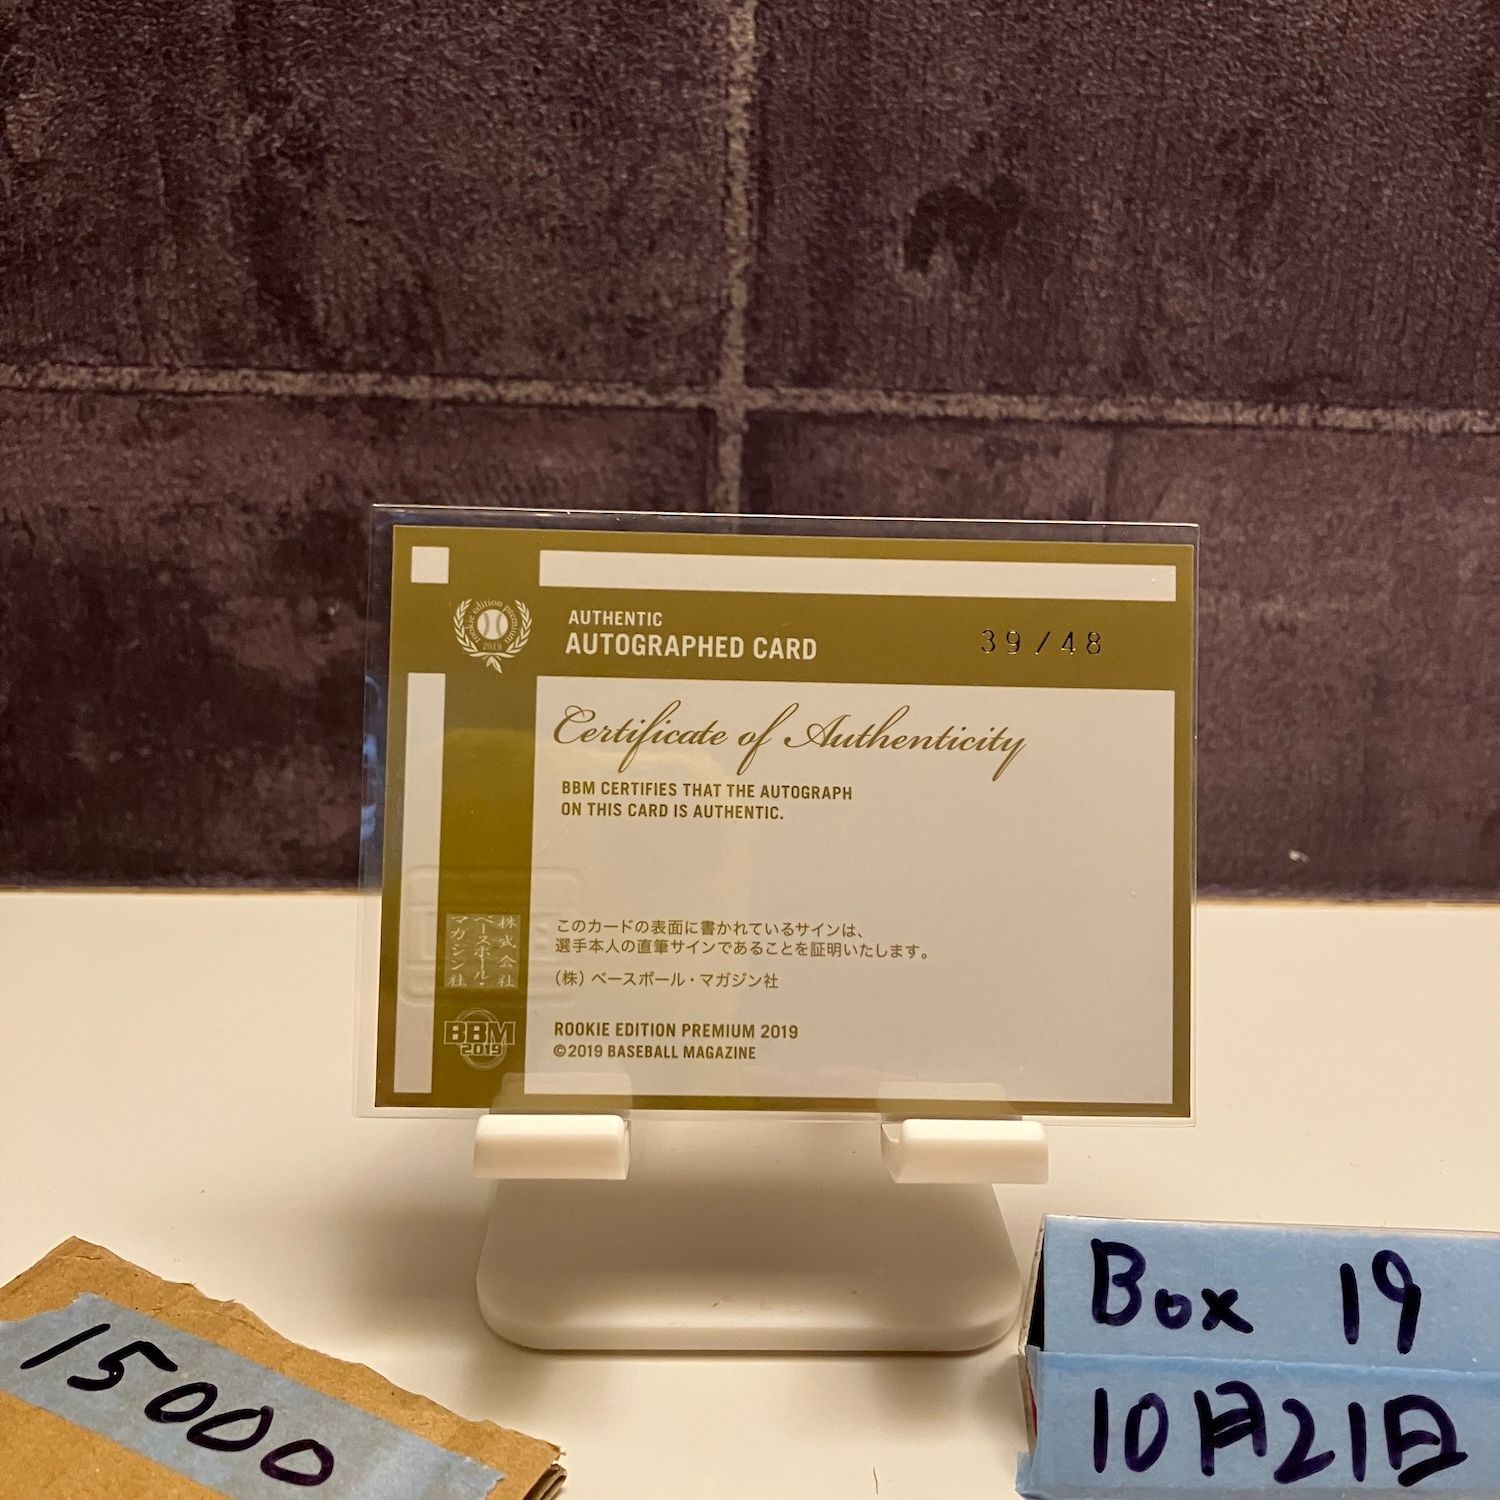 rookie edition premium
2019
AUTHENTIC
AUTOGRAPHED CARD
39/48
Certificate of Authenticity
BBM CERTIFIES THAT THE AUTOGRAPH
ON THIS CARD IS AUTHENTIC.
このカードの表面に書かれているサインは、
選手本人の直筆サインであることを証明いたします。
(株) ベースボール・マガジン社
株式会社
ベースボール・
マガジン社
BBM
2019
ROOKIE EDITION PREMIUM 2019
©2019 BASEBALL MAGAZINE
15000
Box 19
10月21日